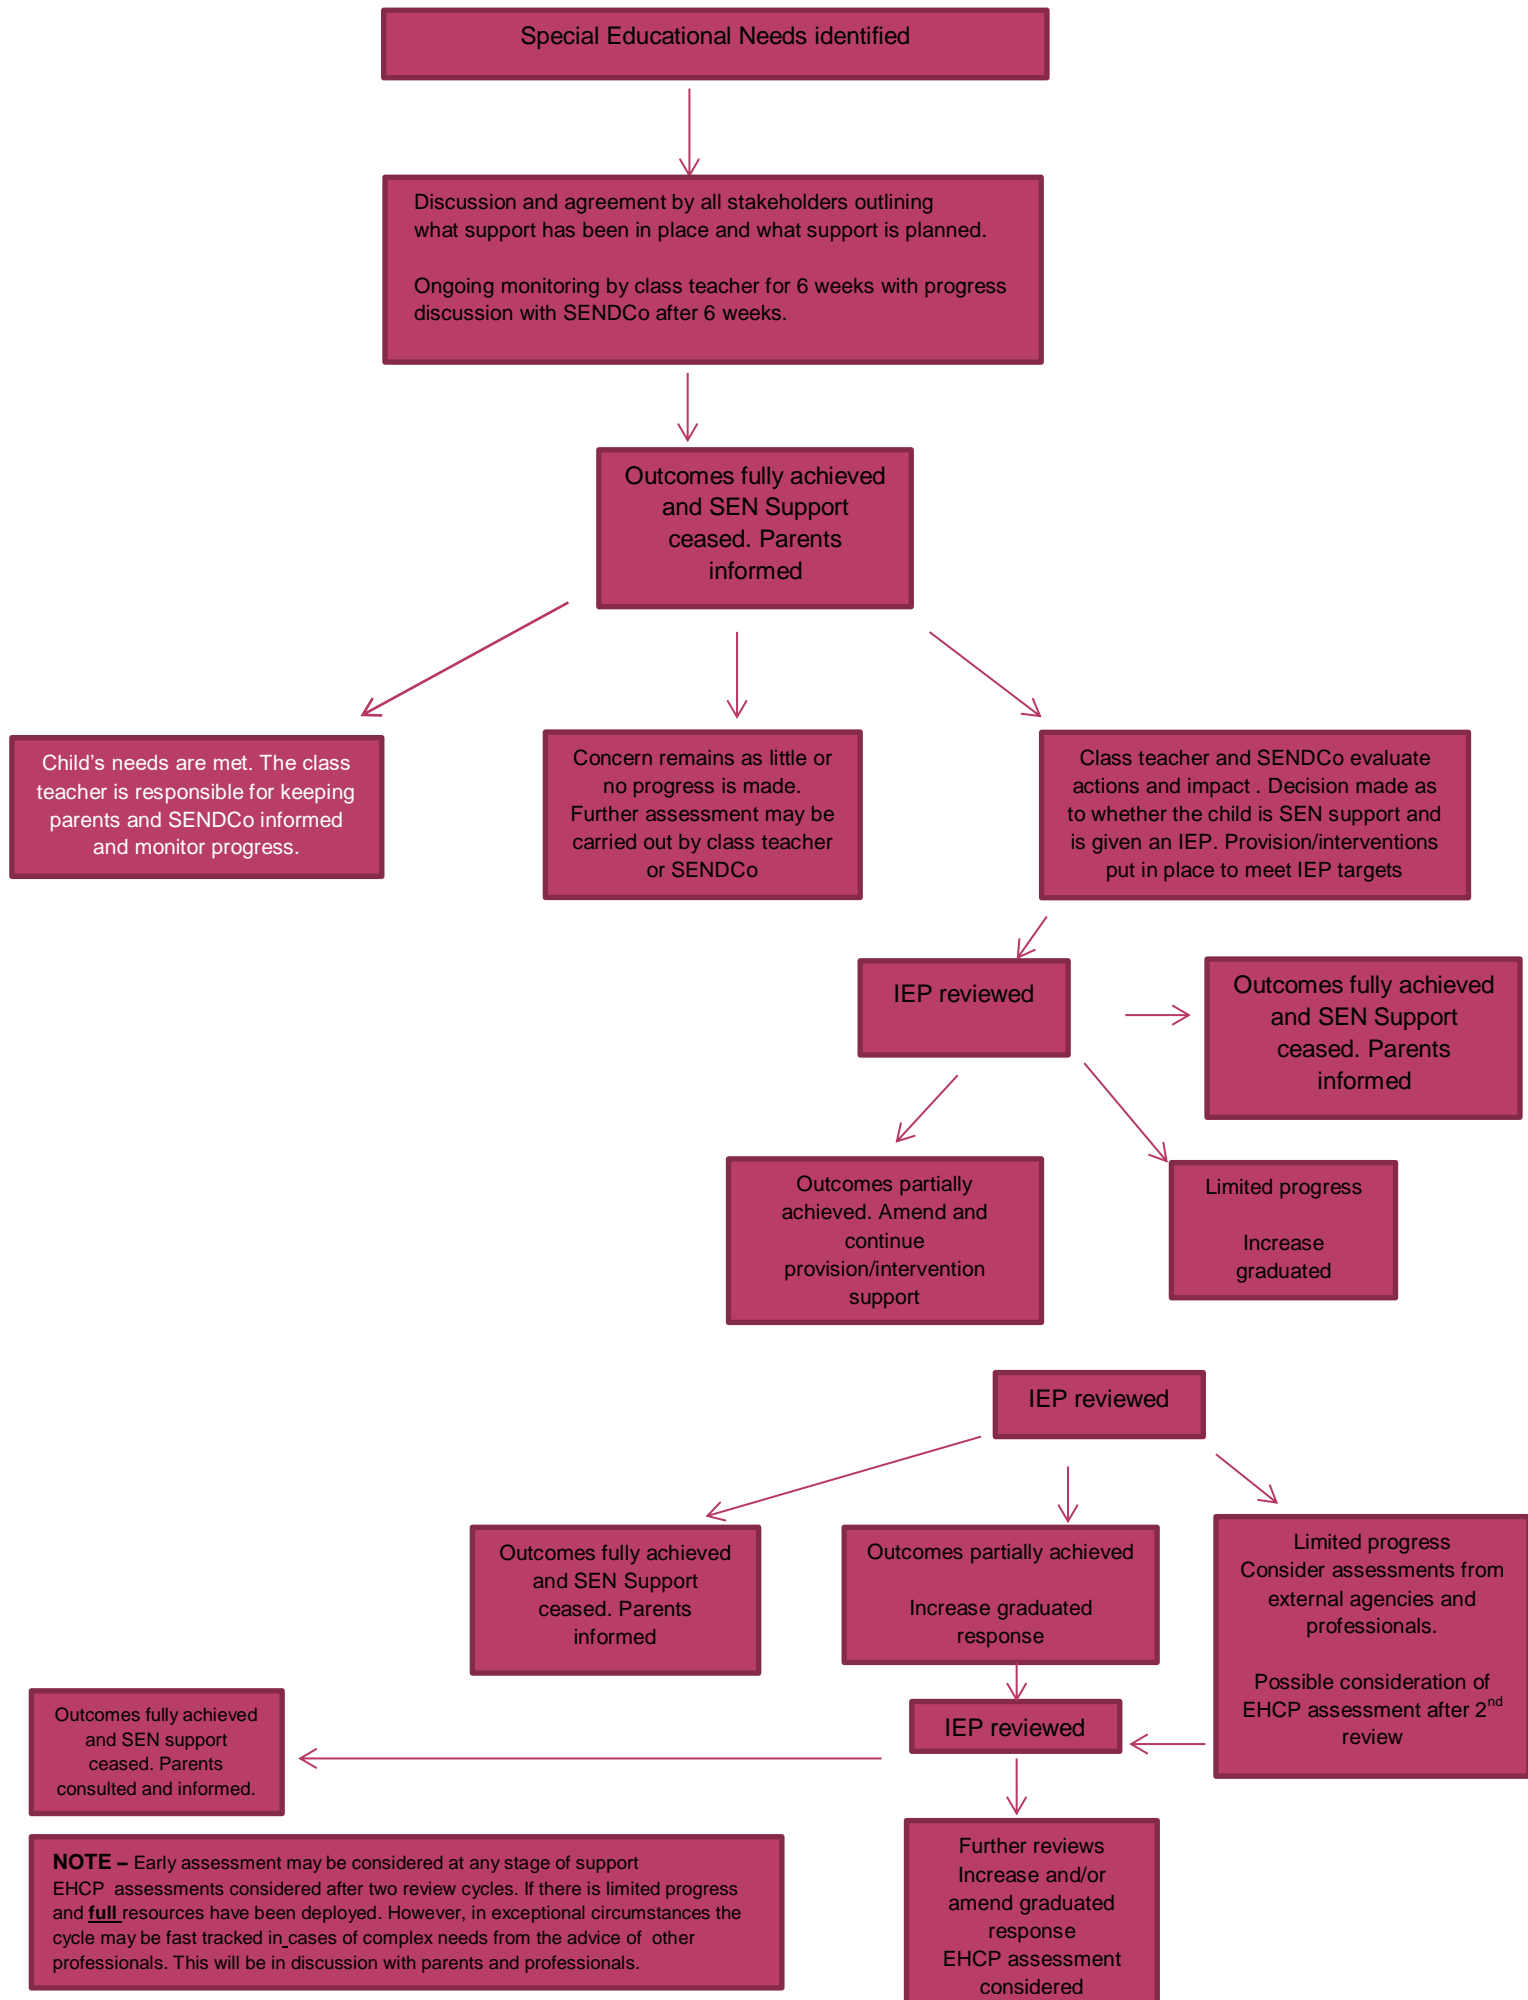 Special Educational Needs identified
Discussion and agreement by all stakeholders outlining
what support has been in place and what support is planned.
Ongoing monitoring by class teacher for 6 weeks with progress
discussion with SENDCo after 6 weeks.
Outcomes fully achieved
and SEN Support
ceased. Parents
informed
Child's needs are met. The class
teacher is responsible for keeping
parents and SENDCo informed
and monitor progress.
Concern remains as little or
no progress is made.
Further assessment may be
carried out by class teacher
or SENDCo
Class teacher and SENDCo evaluate
actions and impact . Decision made as
to whether the child is SEN support and
is given an IEP. Provision/interventions
put in place to meet IEP targets
IEP reviewed
Outcomes fully achieved
and SEN Support
ceased. Parents
informed
Outcomes partially
achieved. Amend and
continue
provision/intervention
support
Limited progress
Increase
graduated
IEP reviewed
Outcomes fully achieved
and SEN Support
ceased. Parents
informed
Outcomes partially achieved
Increase graduated
response
Limited progress
Consider assessments from
external agencies and
professionals.
Possible consideration of
EHCP assessment after 2nd
review
IEP reviewed
Outcomes fully achieved
and SEN support
ceased. Parents
consulted and informed.
Further reviews
Increase and/or
amend graduated
response
EHCP assessment
considered
NOTE – Early assessment may be considered at any stage of support
EHCP  assessments considered after two review cycles. If there is limited progress
and full resources have been deployed. However, in exceptional circumstances the
cycle may be fast tracked in cases of complex needs from the advice of  other
professionals. This will be in discussion with parents and professionals.